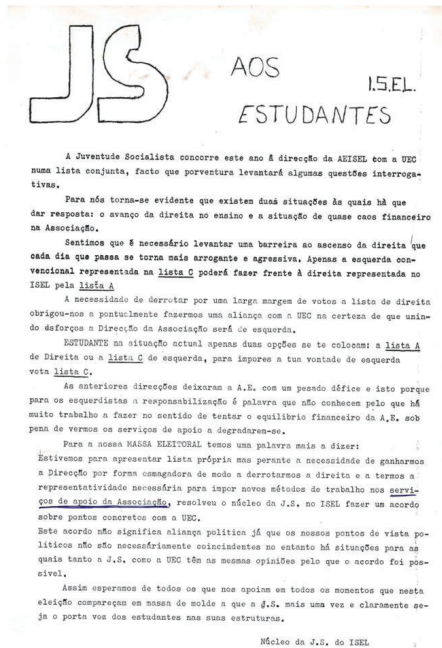 JS
AOS
I.S.EL.
ESTUDANTES
A Juventude Socialista concorre este ano á direcção da AEISEL com a UEC
numa lista conjunta, facto que porventura levantará algumas questões interroga-
tivas.
Para nós torna-se evidente que existem duas situações às quais há que
dar resposta: o avanço da direita no ensino e a situação de quase caos financeiro
na Associação.
Sentimos que é necessário levantar uma barreira ao ascenso da direita que
cada dia que passa se torna mais arrogante e agressiva. Apenas a esquerda con-
vencional representada na lista C poderá fazer frente à direita representada no
ISEL pela lista A
A necessidade de derrotar por uma larga margem de votos a lista de direita
obrigou-nos a pontualmente fazermos uma aliança com a UEC na certeza de que unin-
do ésforços a Direcção da Associação será de esquerda.
ESTUDANTE na situação actual apenas duas opções se te colocam: a lista A
de Direita ou a lista C de esquerda, para impores a tua vontade de esquerda
vota lista C.
As anteriores direcções deixaram a A.E. com um pesado défice e isto porque
para os esquerdistas a responsabilização é palavra que não conhecem pelo que há
muito trabalho a fazer no sentido de tentar o equilibrio financeiro da A.E. sob
pena de vermos os serviços de apoio a degradarem-se.
Para a nossa MASSA ELEITORAL temos uma palavra mais a dizer:
Estivemos para apresentar lista própria mas perante a necessidade de ganharmos
a Direcção por forma esmagadora de modo a derrotarmos a direita e a termos a
representatividade necessária para impor novos métodos de trabalho nos servi-
ços de apoio da Associação, resolveu o núcleo da J.S. no ISEL fazer um acordo
sobre pontos concretos com a UEC.
Este acordo não significa aliança politica já que os nossos pontos de vista po-
liticos não são necessáriamente coincidentes no entanto há situações para as
quais tanto a J.S. como a UEC têm as mesmas opiniões pelo que o acordo foi pos-
sivel.
Assim esperamos de todos os que nos apoiam em todos os momentos que nesta
eleição compareçam em massa de molde a que a J.S. mais uma vez e claramente se-
ja o porta voz dos estudantes nas suas estruturas.
Núcleo da J.S. do ISEL